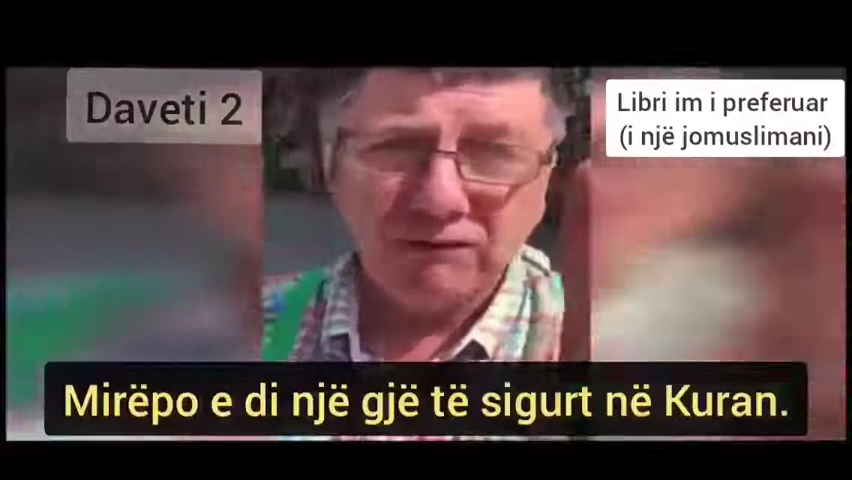 Daveti 2
Libri im i preferuar
(i një jomuslimani)
Mirëpo e di një gjë të sigurt në Kuran.